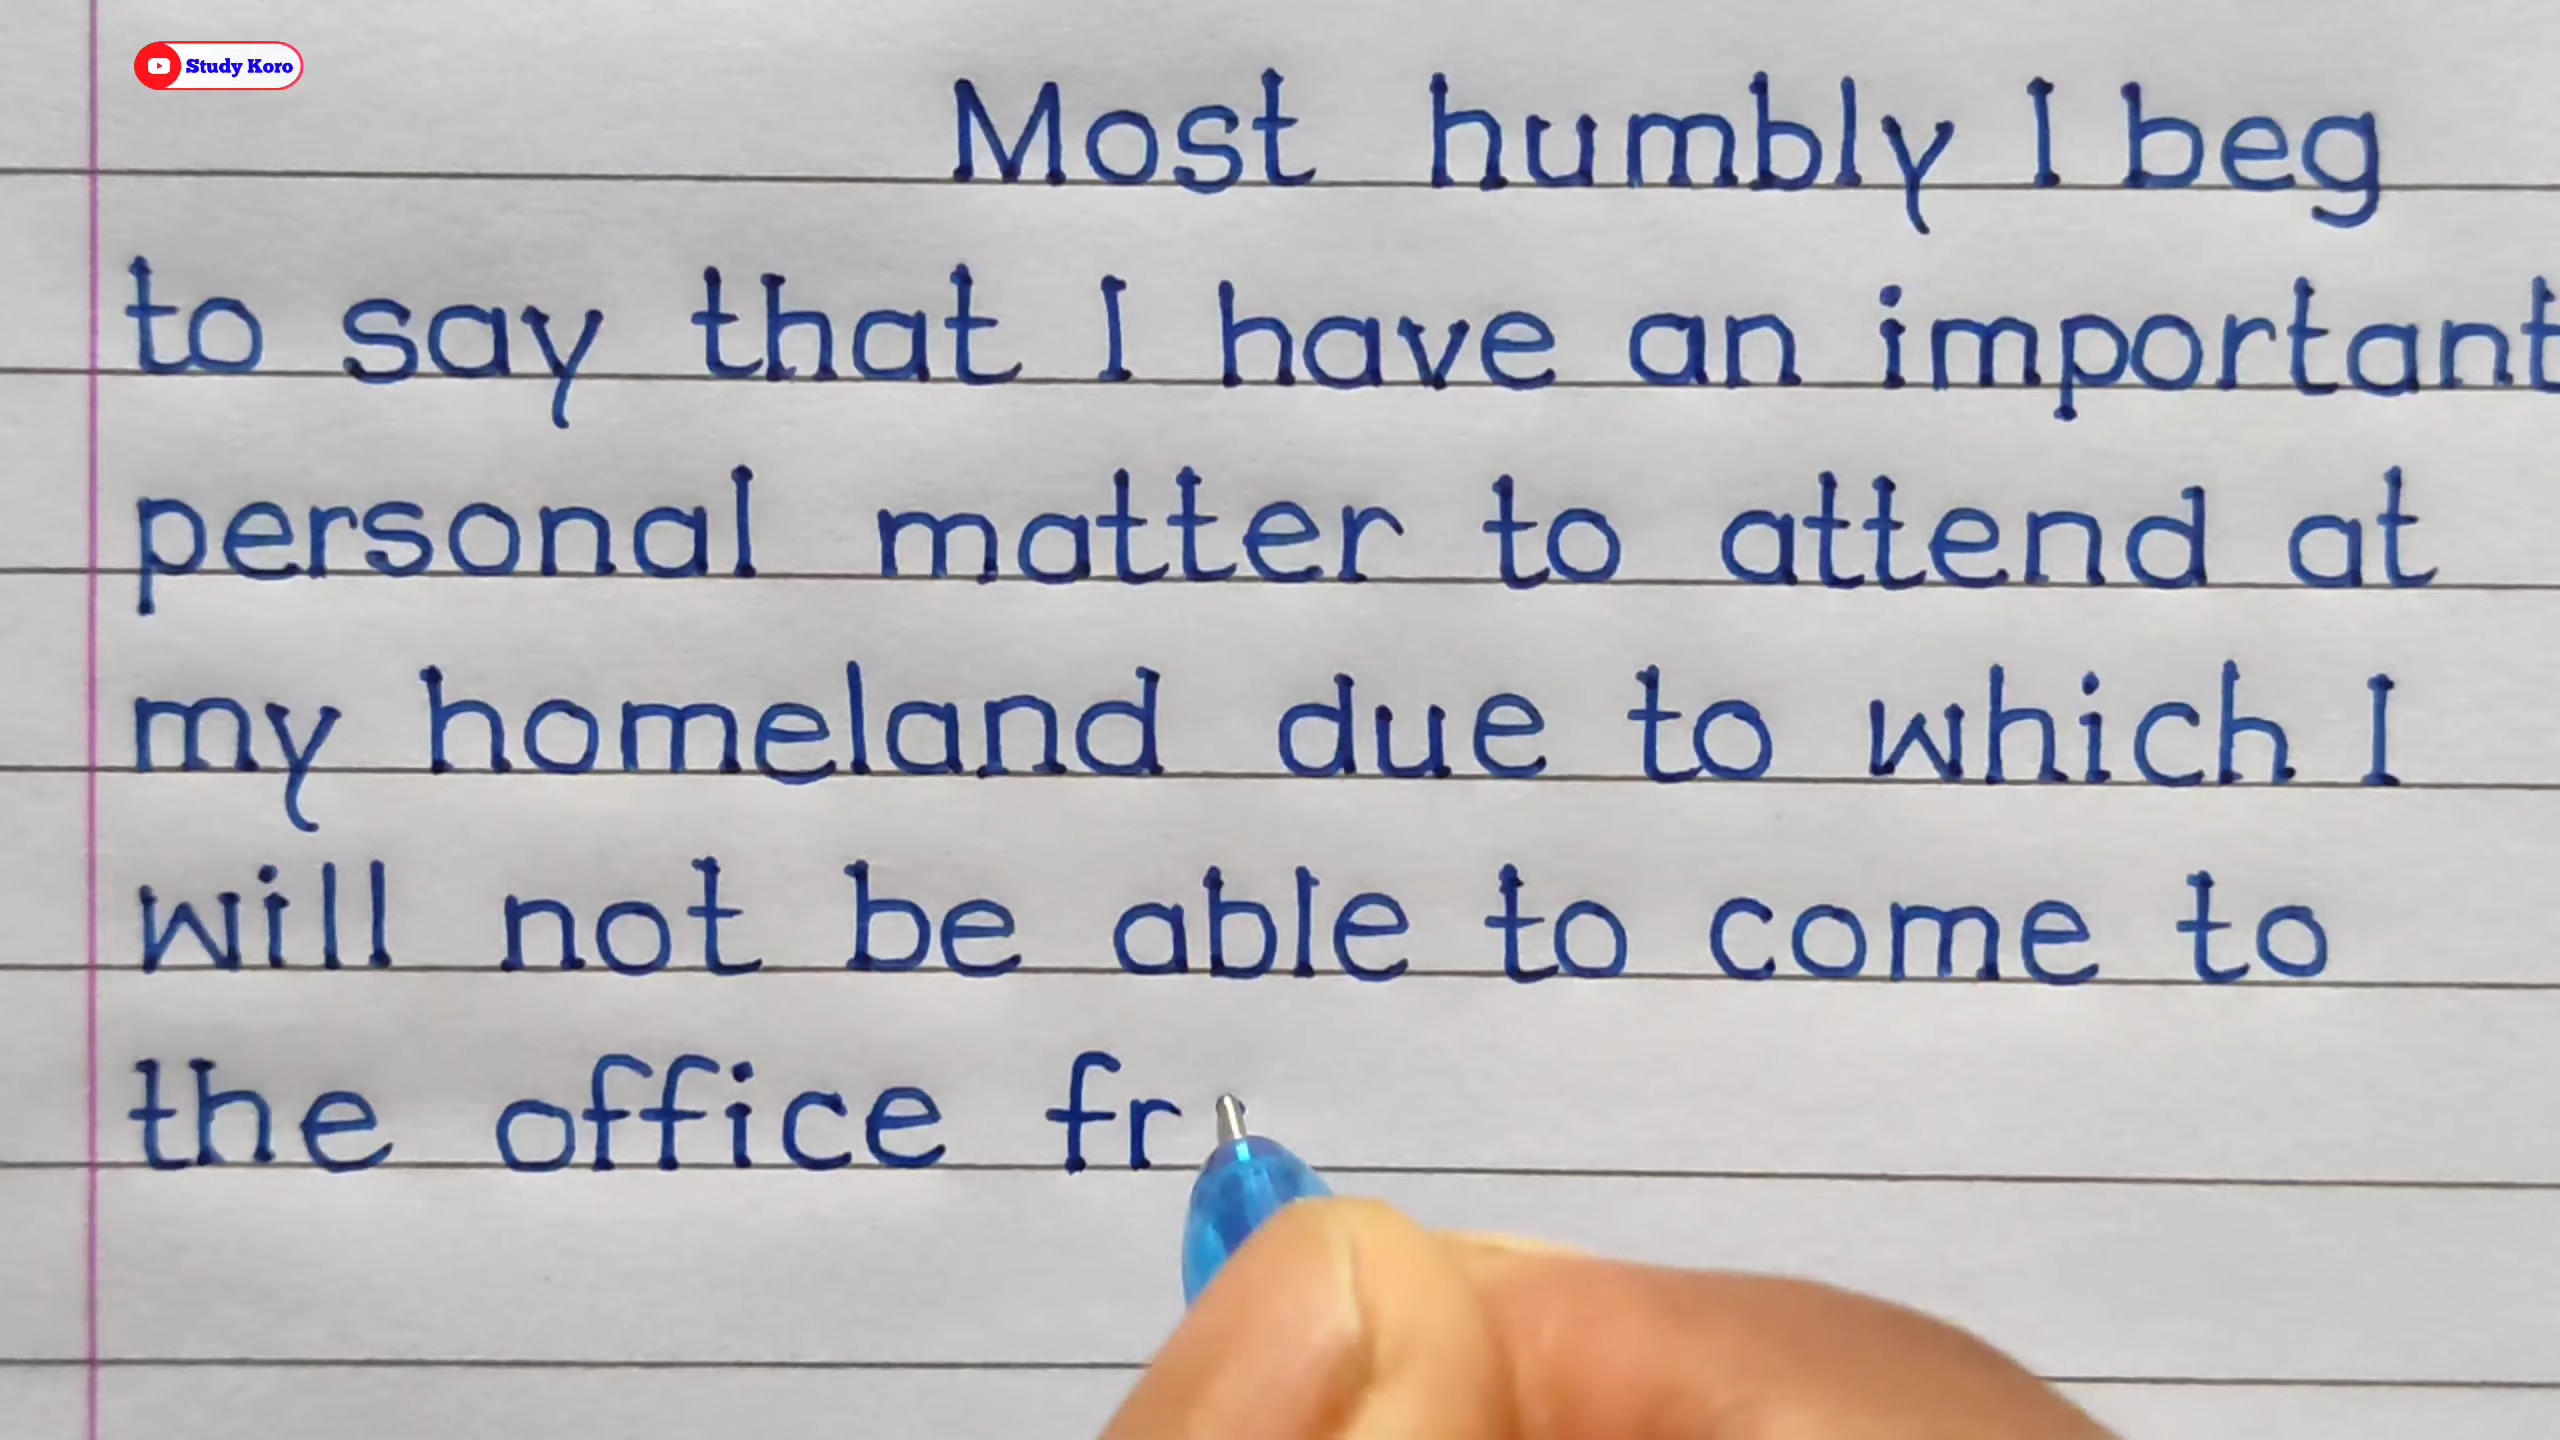 Study Koro
Most humbly I beg
to say that I have an important
personal matter to attend at
my homeland due to which I
will not be able to come to
the office fr